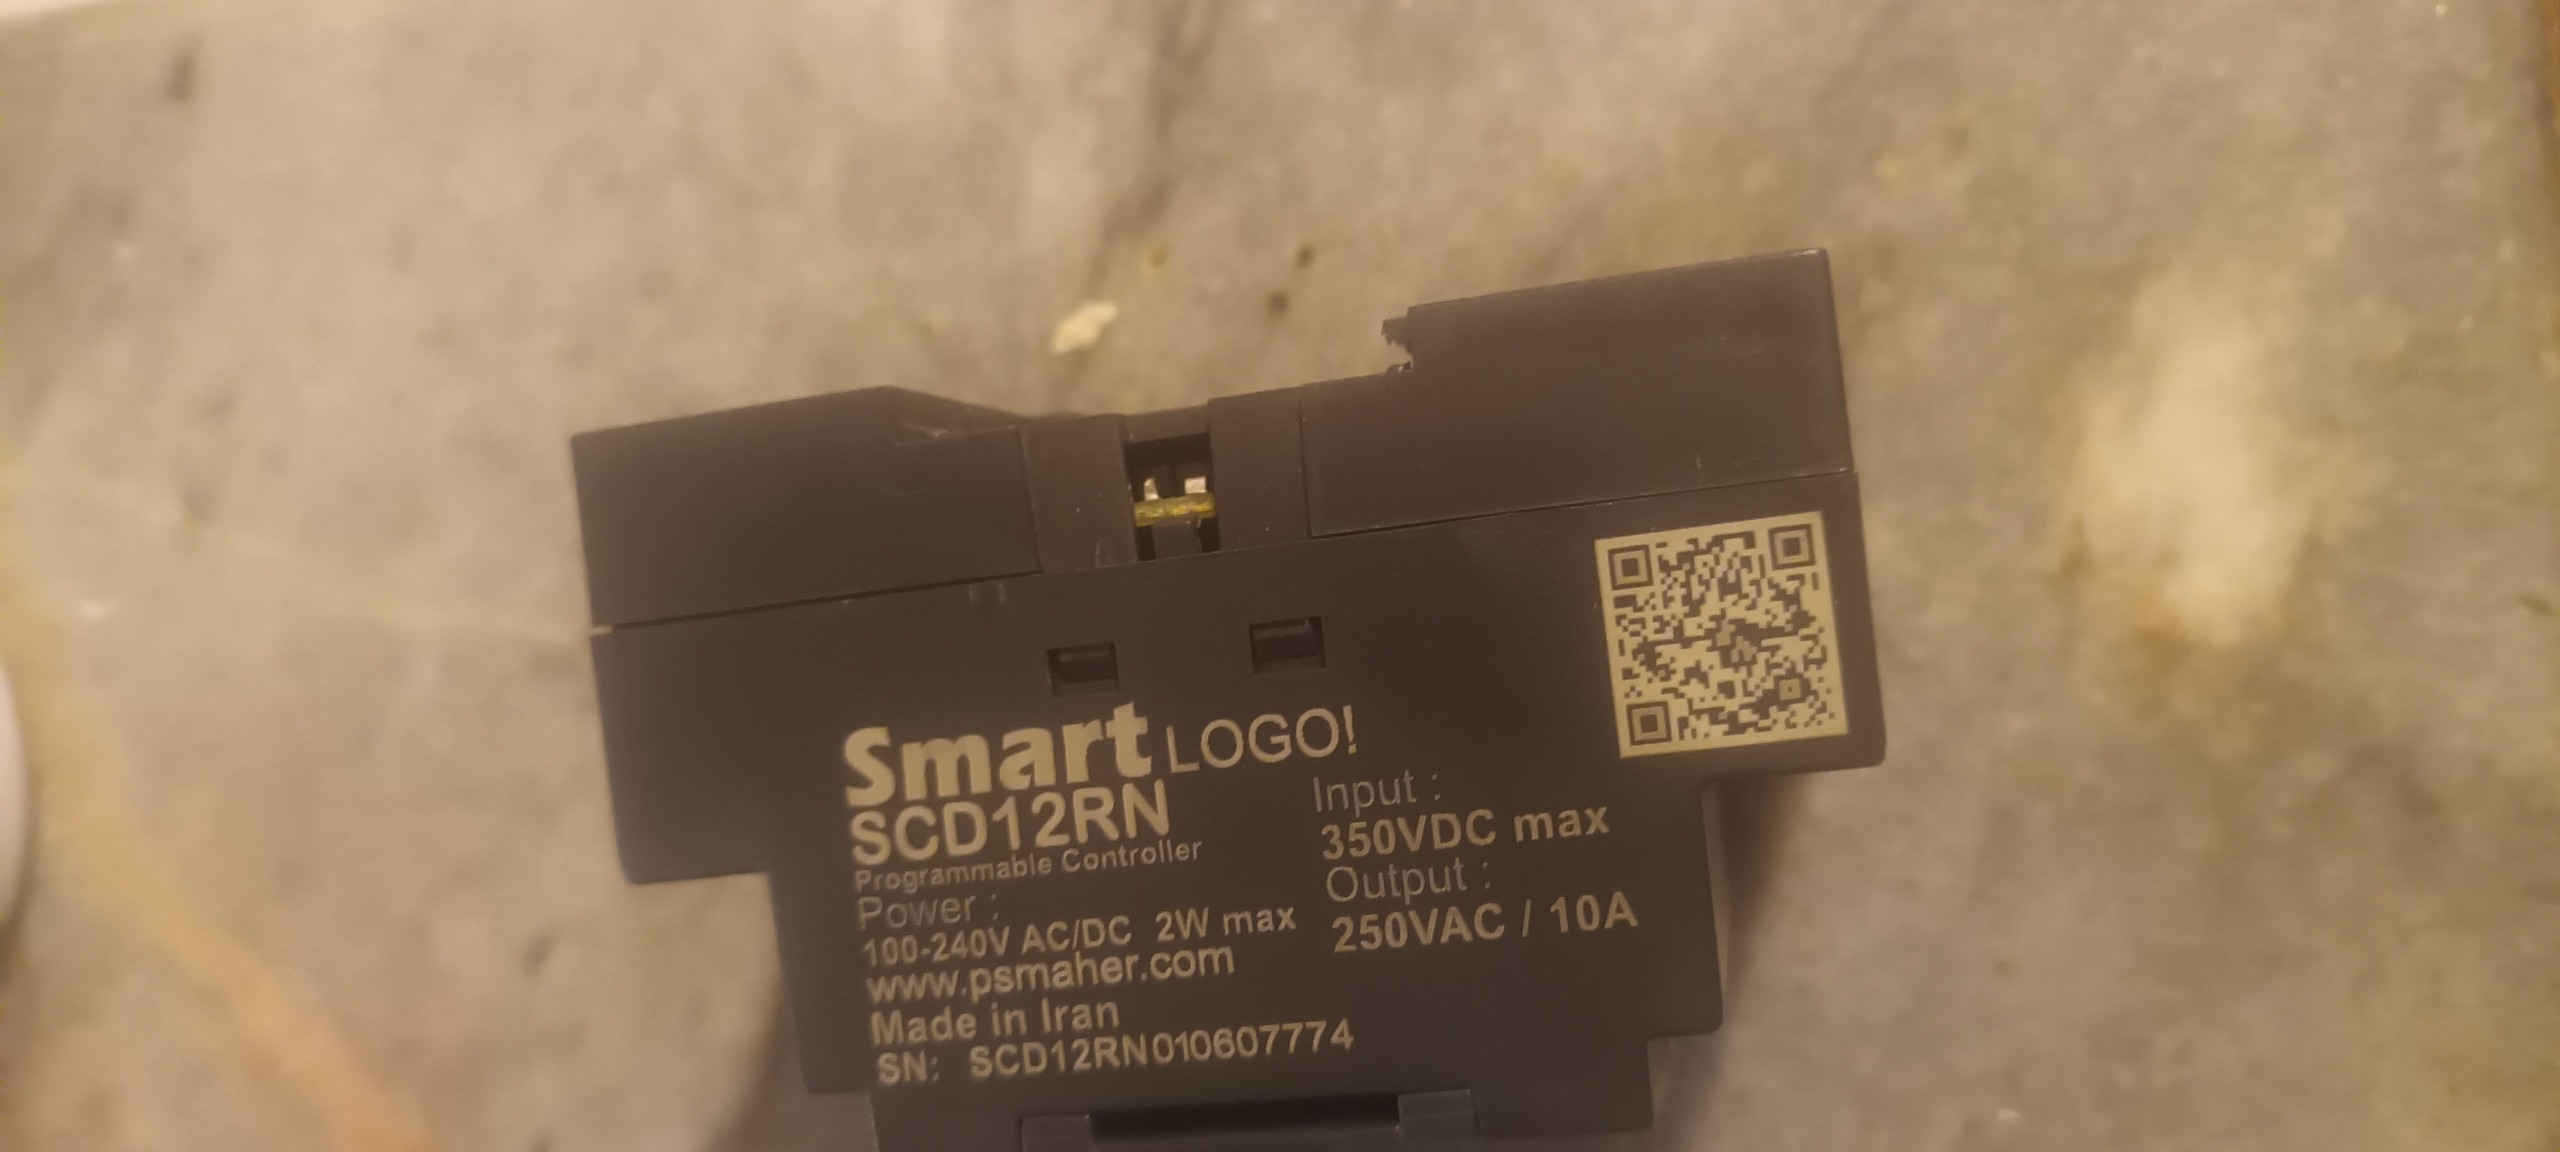 Smart LOGO!
SCD12RN
Programmable Controller
Power :
100-240V AC/DC 2W max
www.psmaher.com
Made in Iran
SN: SCD12RN010607774
Input :
350VDC max
Output :
250VAC / 10A